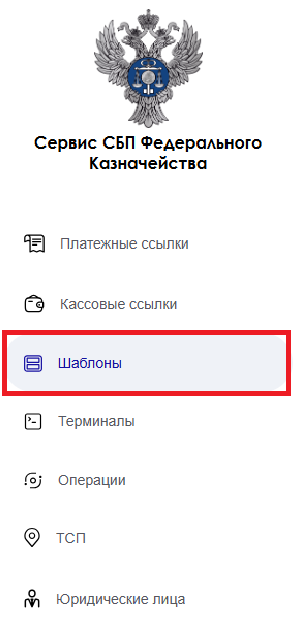 Сервис СБП Федерального
Казначейства
Платежные ссылки
Кассовые ссылки
Шаблоны
Терминалы
Операции
ТСП
Юридические лица